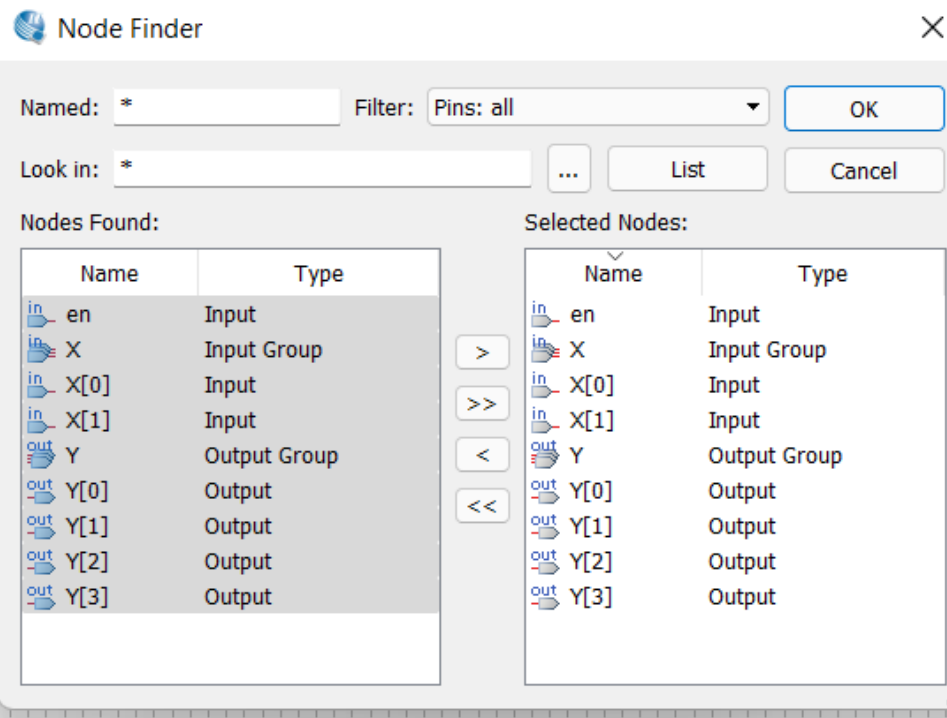 Node Finder
Named: * Filter: Pins: all OK
Look in: * ... List Cancel
Nodes Found: Selected Nodes:
Name Type Name Type
in en Input in en Input
in X Input Group in X Input Group
in X[0] Input in X[0] Input
in X[1] Input in X[1] Input
out Y Output Group out Y Output Group
out Y[0] Output out Y[0] Output
out Y[1] Output out Y[1] Output
out Y[2] Output out Y[2] Output
out Y[3] Output out Y[3] Output
>
>>
<
<<